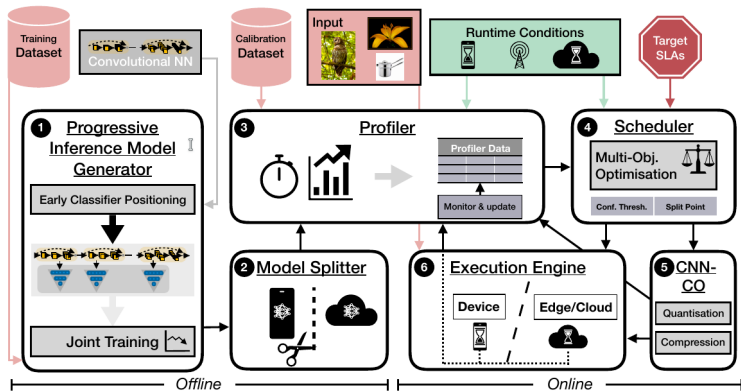 Training
Dataset
Convolutional NN
Calibration
Dataset
Input
Runtime Conditions
Target
SLAs
1
Progressive
Inference Model
Generator
Early Classifier Positioning
Joint Training
2
Model Splitter
3
Profiler
Profiler Data
Monitor & update
4
Scheduler
Multi-Obj.
Optimisation
Conf. Thresh.
Split Point
5
CNN-
CO
Quantisation
Compression
6
Execution Engine
Device
Edge/Cloud
Offline
Online